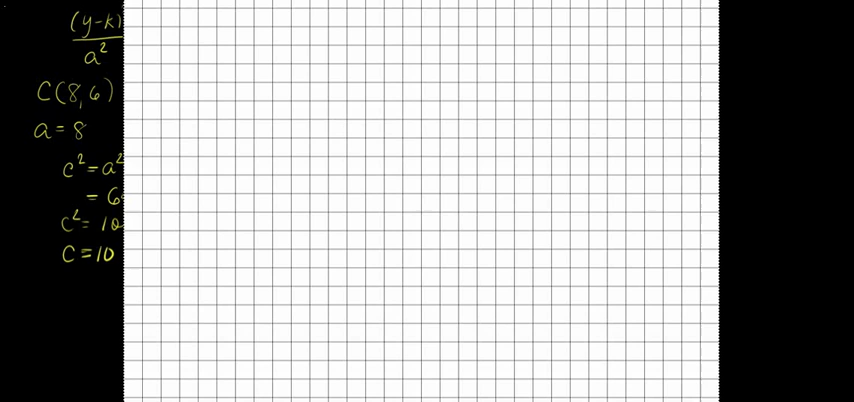 (y-k)
a²
C(8,6)
a = 8
c² = a²
= 6
c² = 10
C = 10